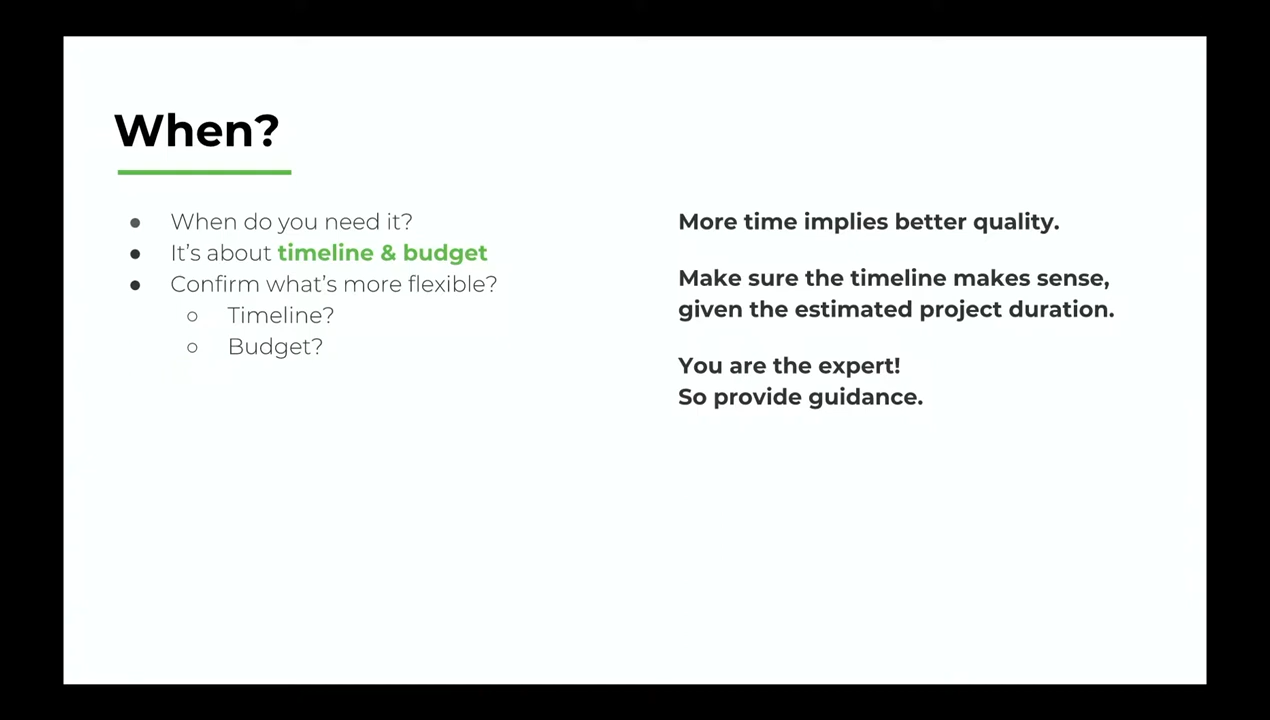 When?
● When do you need it?
● It's about timeline & budget
● Confirm what's more flexible?
○ Timeline?
○ Budget?
More time implies better quality.
Make sure the timeline makes sense,
given the estimated project duration.
You are the expert!
So provide guidance.